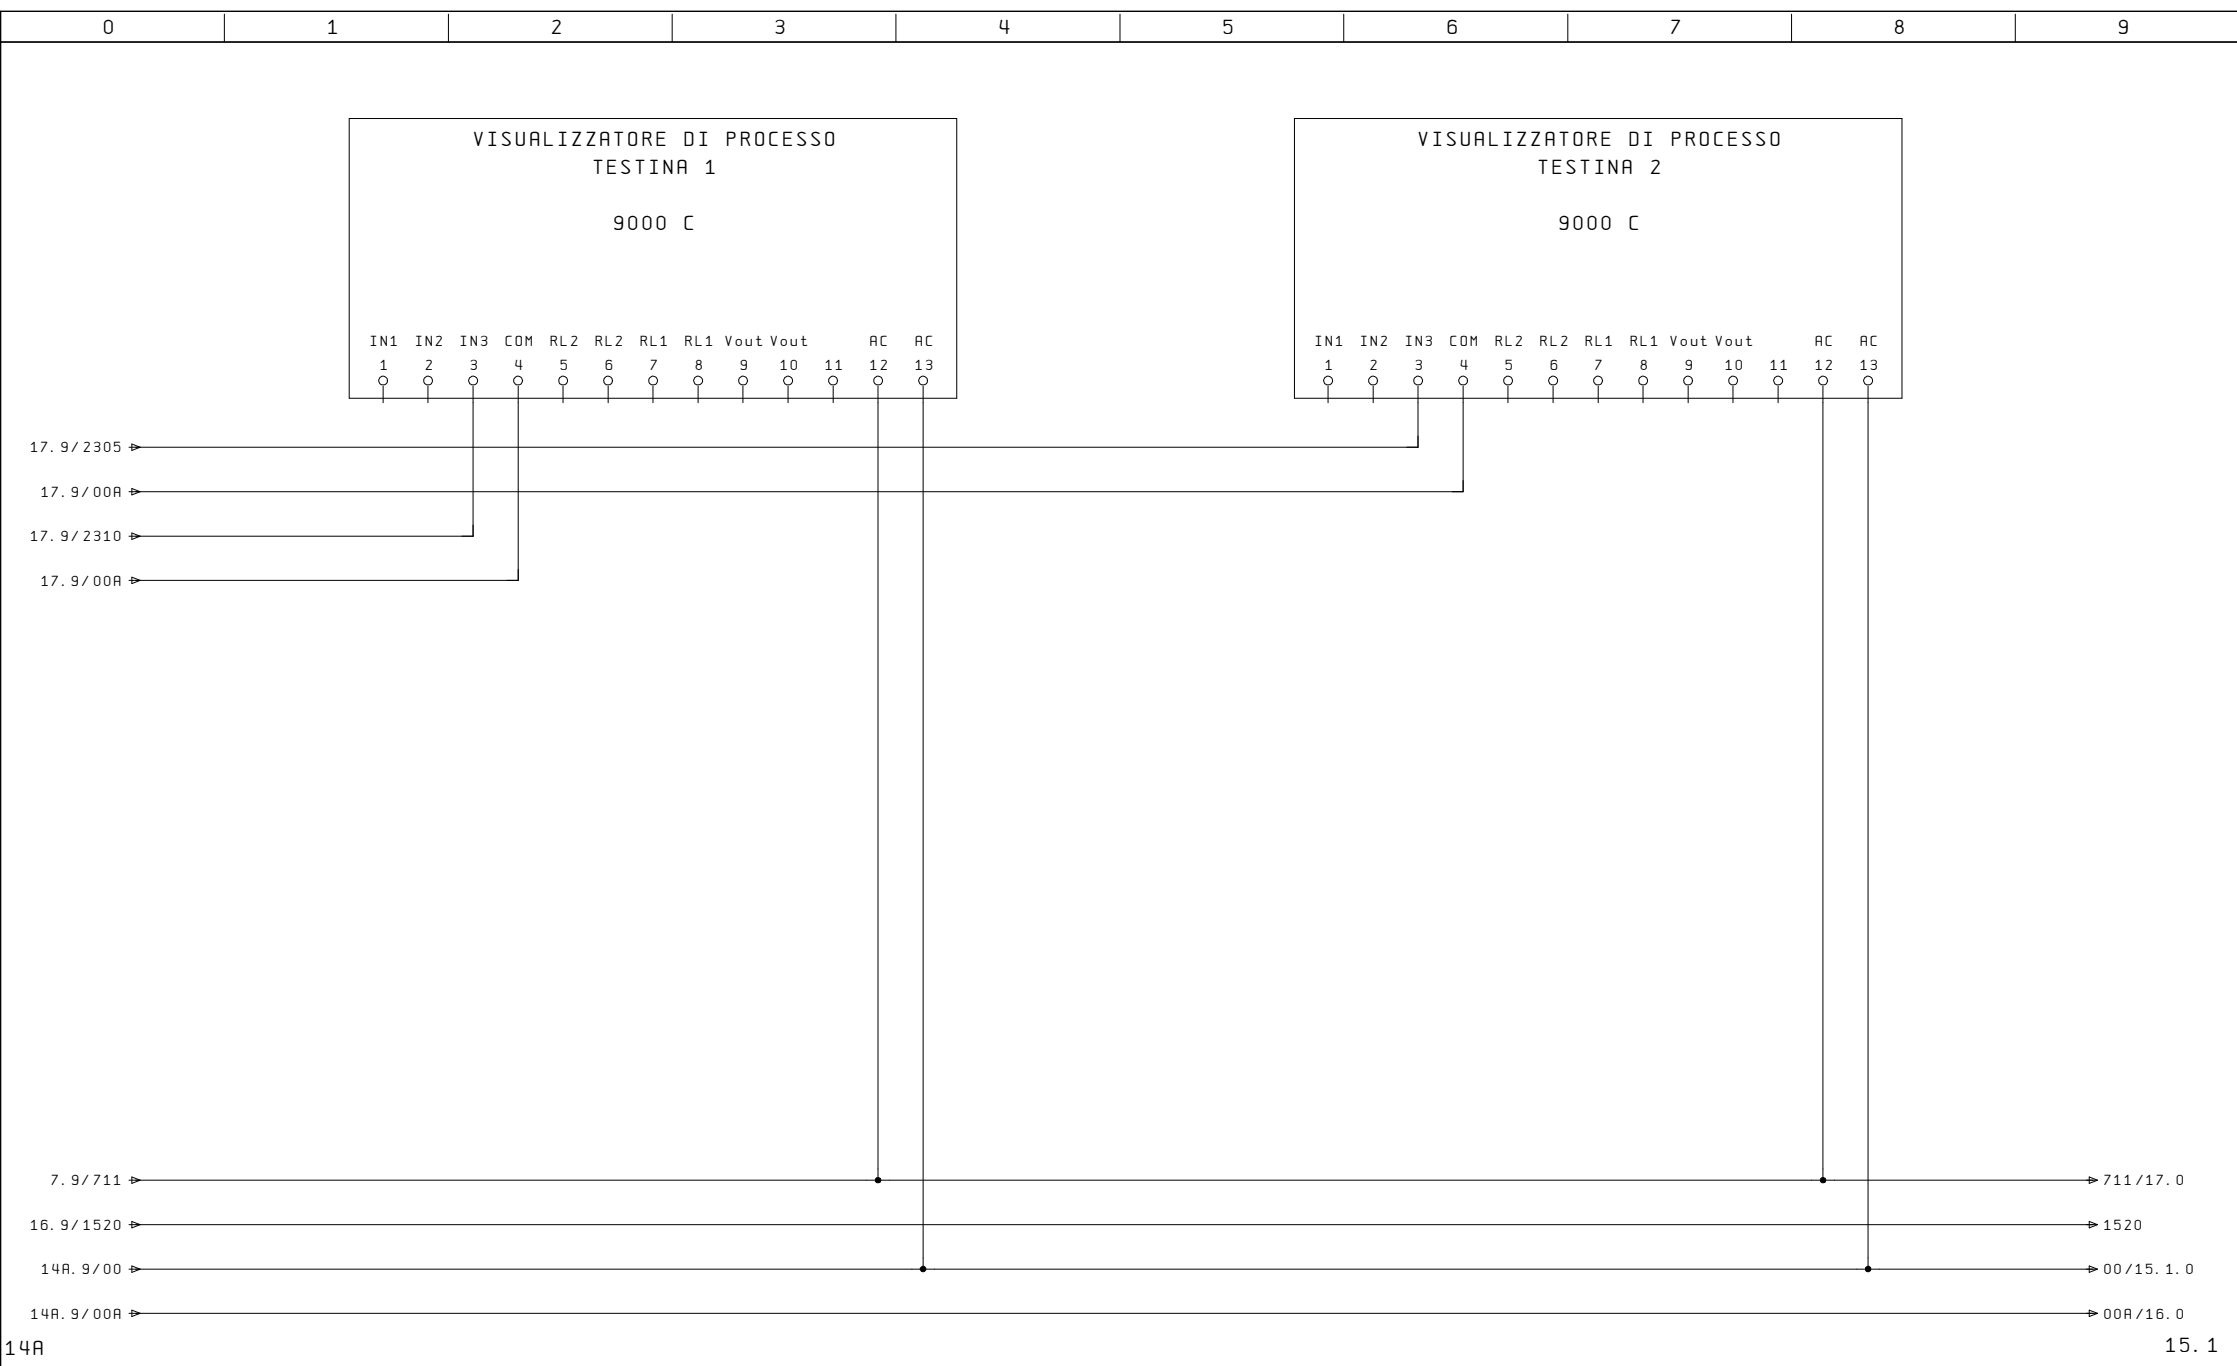 0 1 2 3 4 5 6 7 8 9
VISUALIZZATORE DI PROCESSO
TESTINA 1
9000 C
IN1 IN2 IN3 COM RL2 RL2 RL1 RL1 Vout Vout AC AC
1 2 3 4 5 6 7 8 9 10 11 12 13
VISUALIZZATORE DI PROCESSO
TESTINA 2
9000 C
IN1 IN2 IN3 COM RL2 RL2 RL1 RL1 Vout Vout AC AC
1 2 3 4 5 6 7 8 9 10 11 12 13
17.9/2305
17.9/00A
17.9/2310
17.9/00A
7.9/711 711/17.0
16.9/1520 1520
14A.9/00 00/15.1.0
14A.9/00A 00A/16.0
14A 15.1